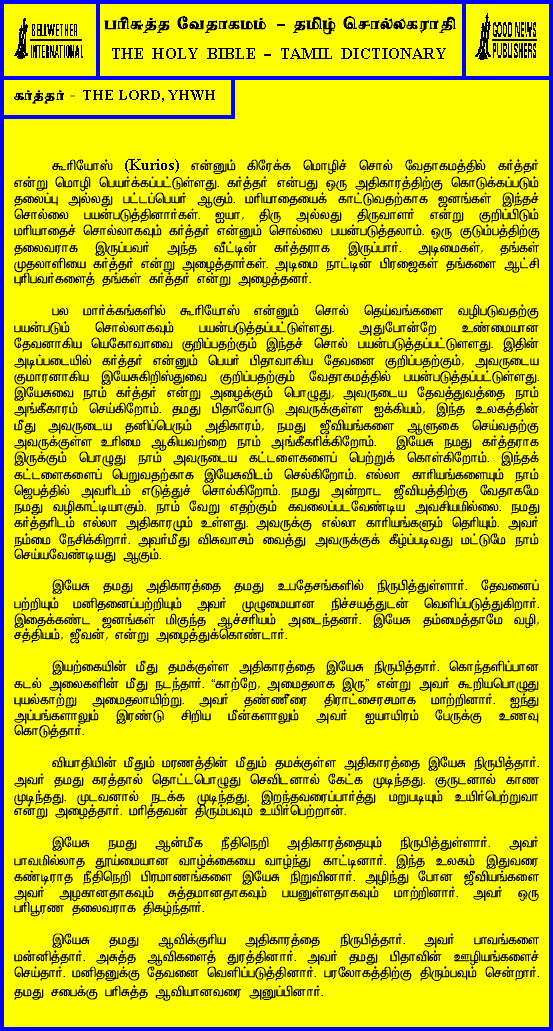 BELLWETHER
INTERNATIONAL
பரிசுத்த வேதாகமம் – தமிழ் சொல்லகராதி
THE HOLY BIBLE – TAMIL DICTIONARY
GOOD NEWS
PUBLISHERS
கர்த்தர் - THE LORD, YHWH
கூரியோஸ் (Kurios) என்னும் கிரேக்க மொழிச் சொல் வேதாகமத்தில் கர்த்தர்
என்று மொழி பெயர்க்கப்பட்டுள்ளது. கர்த்தர் என்பது ஒரு அதிகாரத்திற்கு கொடுக்கப்படும்
தலைப்பு அல்லது பட்டப்பெயர் ஆகும். மரியாதையைக் காட்டுவதற்காக ஜனங்கள் இந்தச்
சொல்லை பயன்படுத்தினார்கள். ஐயா, திரு அல்லது திருவாளர் என்று குறிப்பிடும்
மரியாதைச் சொல்லாகவும் கர்த்தர் என்னும் சொல்லை பயன்படுத்தலாம். ஒரு குடும்பத்திற்கு
தலைவராக இருப்பவர் அந்த வீட்டின் கர்த்தராக இருப்பார். அடிமைகள், தங்கள்
முதலாளியை கர்த்தர் என்று அழைத்தார்கள். அடிமை நாட்டின் பிரஜைகள் தங்களை ஆட்சி
புரிபவர்களைத் தங்கள் கர்த்தர் என்று அழைத்தனர்.
பல மார்க்கங்களில் கூரியோஸ் என்னும் சொல் தெய்வங்களை வழிபடுவதற்கு
பயன்படும் சொல்லாகவும் பயன்படுத்தப்பட்டுள்ளது. அதுபோன்றே உண்மையான
தேவனாகிய யெகோவாவை குறிப்பதற்கும் இந்தச் சொல் பயன்படுத்தப்பட்டுளளது. இதின்
அடிப்படையில் கர்த்தர் என்னும் பெயர் பிதாவாகிய தேவனை குறிப்பதற்கும், அவருடைய
குமாரனாகிய இயேசுகிறிஸ்துவை குறிப்பதற்கும் வேதாகமத்தில் பயன்படுத்தப்பட்டுள்ளது.
இயேசுவை நாம் கர்த்தர் என்று அழைக்கும் பொழுது, அவருடைய தேவத்துவத்தை நாம்
அங்கீகாரம் செய்கிறோம். தமது பிதாவோடு அவருக்குள்ள ஐக்கியம், இந்த உலகத்தின்
மீது அவருடைய தனிப்பெரும் அதிகாரம், நமது ஜீவியங்களை ஆளுகை செய்வதற்கு
அவருக்குள்ள உரிமை ஆகியவற்றை நாம் அங்கீகரிக்கிறோம். இயேசு நமது கர்த்தராக
இருக்கும் பொழுது நாம் அவருடைய கட்டளைகளைப் பெற்றுக் கொள்கிறோம். இந்தக்
கட்டளைகளைப் பெறுவதற்காக இயேசுவிடம் செல்கிறோம். எல்லா காரியங்களையும் நாம்
ஜெபத்தில் அவரிடம் எடுத்துச் சொல்கிறோம். நமது அன்றாட ஜீவியத்திற்கு வேதாகமே
நமது வழிகாட்டியாகும். நாம் வேறு எதற்கும் கவலைப்படவேண்டிய அவசியமில்லை. நமது
கர்த்தரிடம் எல்லா அதிகாரமும் உள்ளது. அவருக்கு எல்லா காரியங்களும் தெரியும். அவர்
நம்மை நேசிக்கிறார். அவர்மீது விசுவாசம் வைத்து அவருக்குக் கீழ்ப்படிவது மட்டுமே நாம்
செய்யவேண்டியது ஆகும்.
இயேசு தமது அதிகாரத்தை தமது உபதேசங்களில் நிருபித்துள்ளார். தேவனைப்
பற்றியும் மனிதனைப்பற்றியும் அவர் முழுமையான நிச்சயத்துடன் வெளிப்படுத்துகிறார்.
இதைக்கண்ட ஜனங்கள் மிகுந்த ஆச்சரியம் அடைந்தனர். இயேசு தம்மைத்தாமே வழி,
சத்தியம், ஜீவன், என்று அழைத்துக்கொண்டார்.
இயற்கையின் மீது தமக்குள்ள அதிகாரத்தை இயேசு நிருபித்தார். கொந்தளிப்பான
கடல் அலைகளின் மீது நடந்தார். “காற்றே, அமைதலாக இரு” என்று அவர் கூறியபொழுது
புயல்காற்று அமைதலாயிற்று. அவர் தண்ணீரை திராட்சைரசமாக மாற்றினார். ஐந்து
அப்பங்களாலும் இரண்டு சிறிய மீன்களாலும் அவர் ஐயாயிரம் பேருக்கு உணவு
கொடுத்தார்.
வியாதியின் மீதும் மரணத்தின் மீதும் தமக்குள்ள அதிகாரத்தை இயேசு நிருபித்தார்.
அவர் தமது கரத்தால் தொட்டபொழுது செவிடனால் கேட்க முடிந்தது. குருடனால் காண
முடிந்தது. முடவனால் நடக்க முடிந்தது. இறந்தவரைப்பார்த்து மறுபடியும் உயிர்பெற்றுவா
என்று அழைத்தார். மரித்தவன் திரும்பவும் உயிர்பெற்றான்.
இயேசு நமது ஆன்மீக நீதிநெறி அதிகாரத்தையும் நிருபித்துள்ளார். அவர்
பாவமில்லாத தூய்மையான வாழ்க்கையை வாழ்ந்து காட்டினார். இந்த உலகம் இதுவரை
கண்டிராத நீதிநெறி பிரமாணங்களை இயேசு நிறுவினார். அழிந்து போன ஜீவியங்களை
அவர் அழகானதாகவும் சுத்தமானதாகவும் பயனுள்ளதாகவும் மாற்றினார். அவர் ஒரு
பரிபூரண தலைவராக திகழ்ந்தார்.
இயேசு தமது ஆவிக்குரிய அதிகாரத்தை நிருபித்தார். அவர் பாவங்களை
மன்னித்தார். அசுத்த ஆவிகளைத் துரத்தினார். அவர் தமது பிதாவின் ஊழியங்களைச்
செய்தார். மனிதனுக்கு தேவனை வெளிப்படுத்தினார். பரலோகத்திற்கு திரும்பவும் சென்றார்.
தமது சபைக்கு பரிசுத்த ஆவியானவரை அனுப்பினார்.